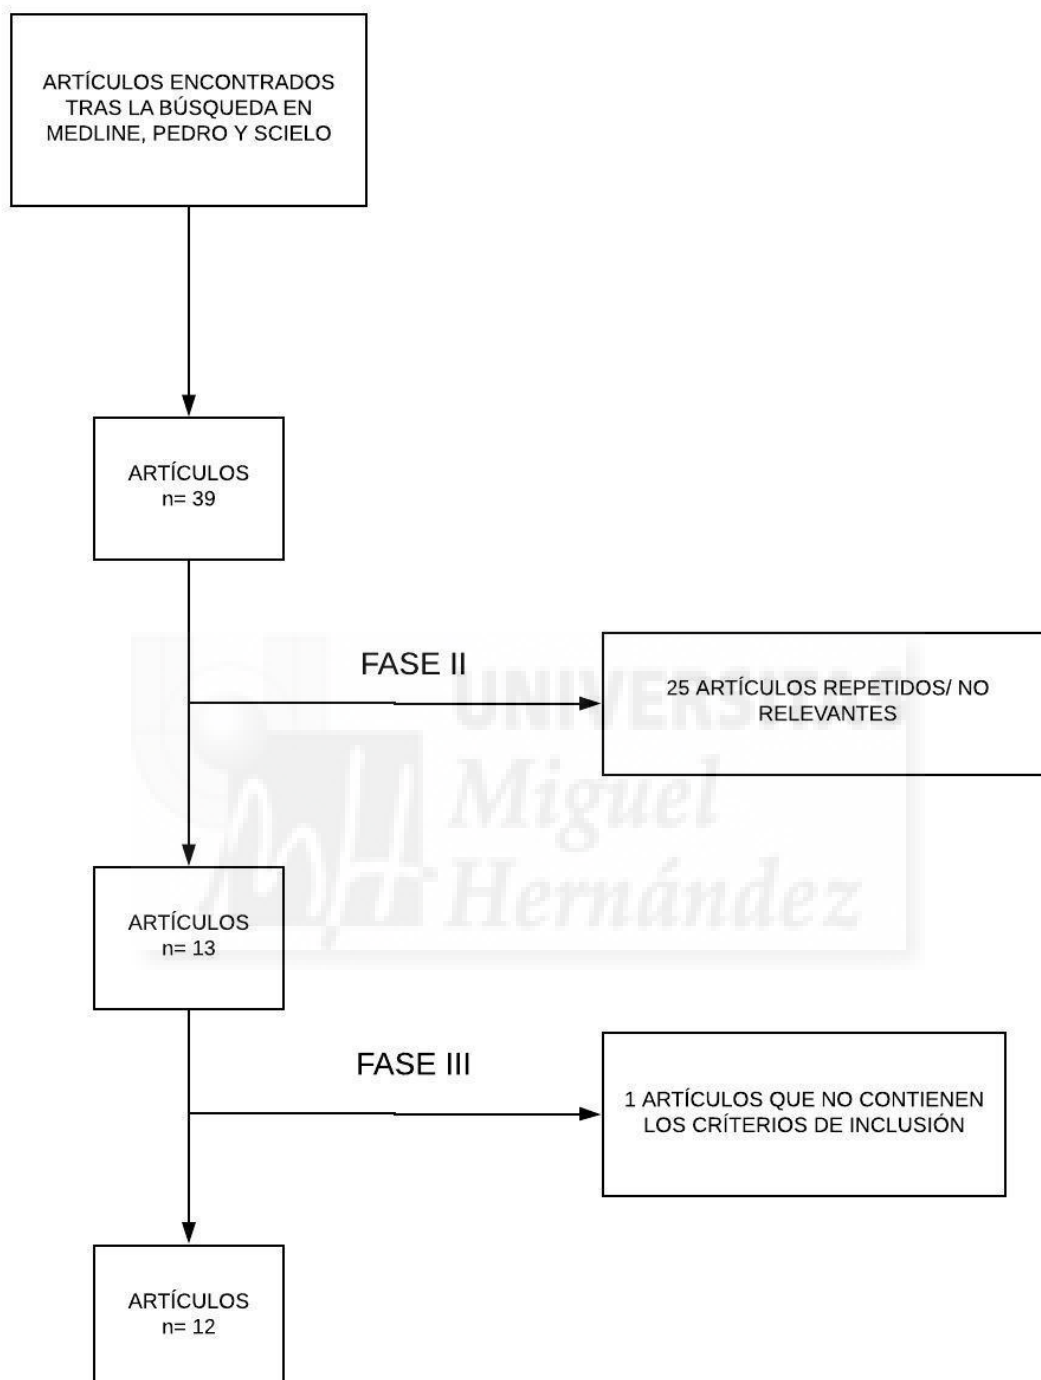 ARTÍCULOS ENCONTRADOS
TRAS LA BÚSQUEDA EN
MEDLINE, PEDRO Y SCIELO
ARTÍCULOS
n= 39
FASE II
25 ARTÍCULOS REPETIDOS/ NO
RELEVANTES
UNIVERSITAS
Miguel
Hernández
ARTÍCULOS
n= 13
FASE III
1 ARTÍCULOS QUE NO CONTIENEN
LOS CRÍTERIOS DE INCLUSIÓN
ARTÍCULOS
n= 12